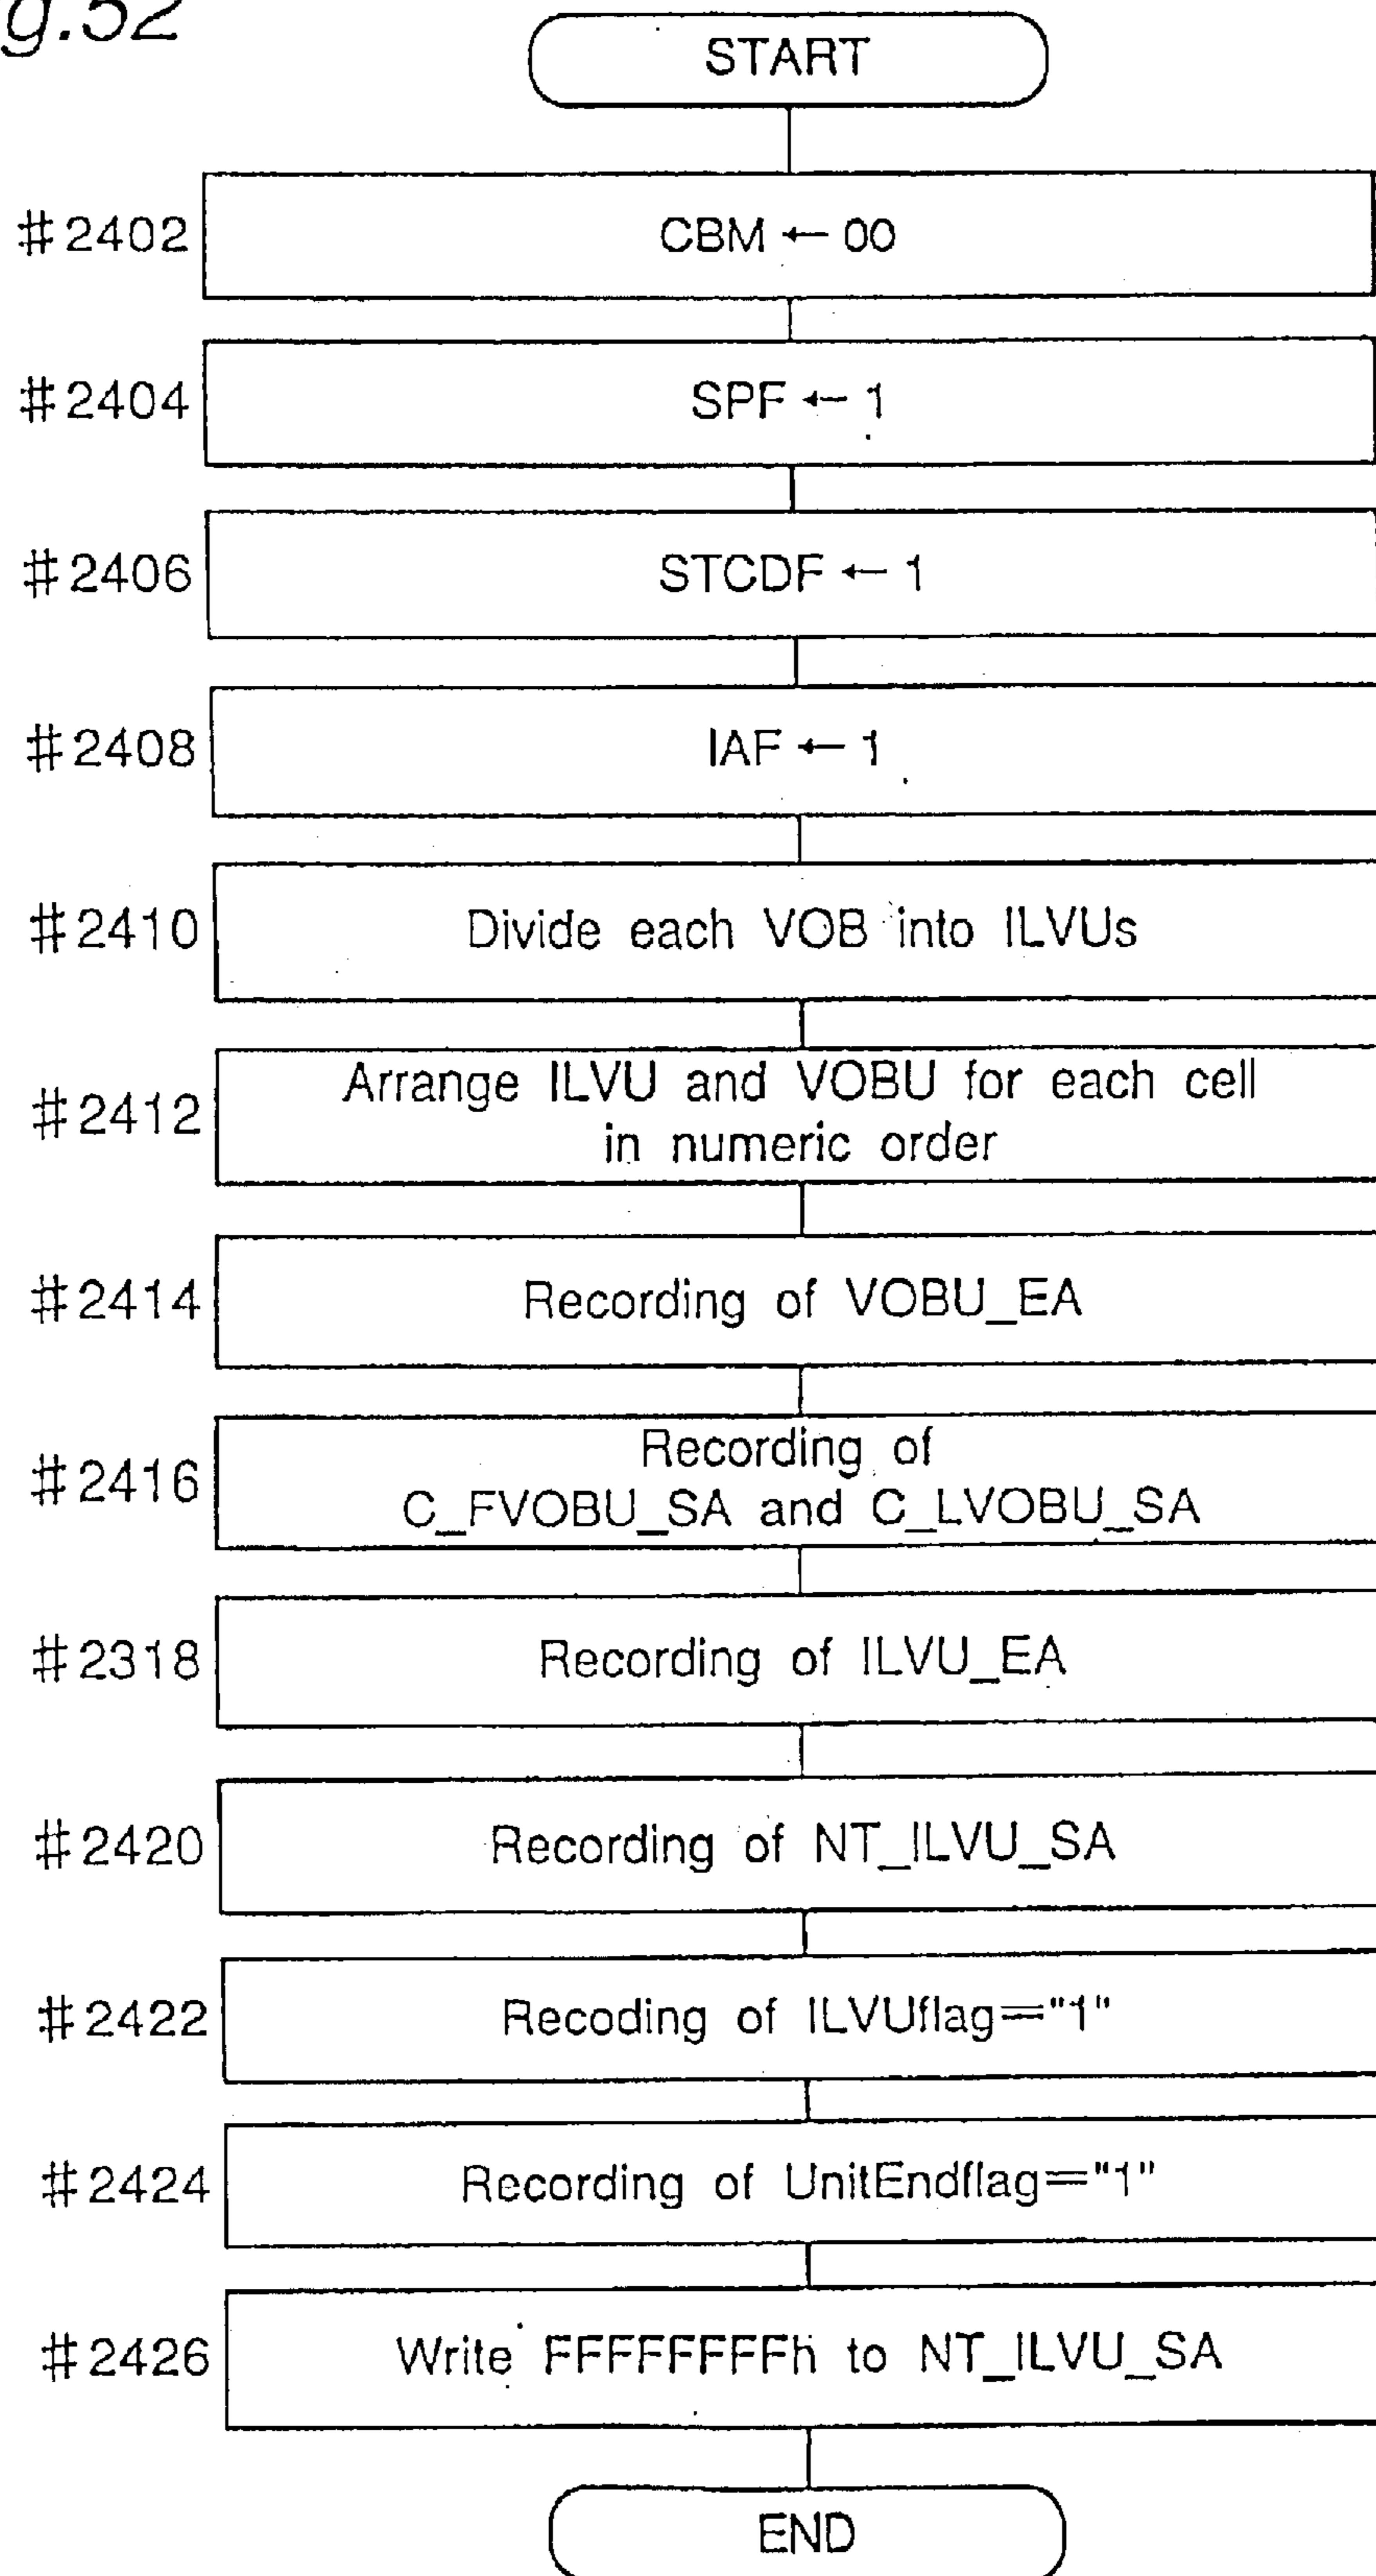 g.52
START
#2402 CBM ← 00
#2404 SPF ← 1
#2406 STCDF ← 1
#2408 IAF ← 1
#2410 Divide each VOB into ILVUs
#2412 Arrange ILVU and VOBU for each cell
in numeric order
#2414 Recording of VOBU_EA
Recording of
#2416 C_FVOBU_SA and C_LVOBU_SA
#2318 Recording of ILVU_EA
#2420 Recording of NT_ILVU_SA
#2422 Recoding of ILVUflag="1"
#2424 Recording of UnitEndflag="1"
#2426 Write FFFFFFFFh to NT_ILVU_SA
END